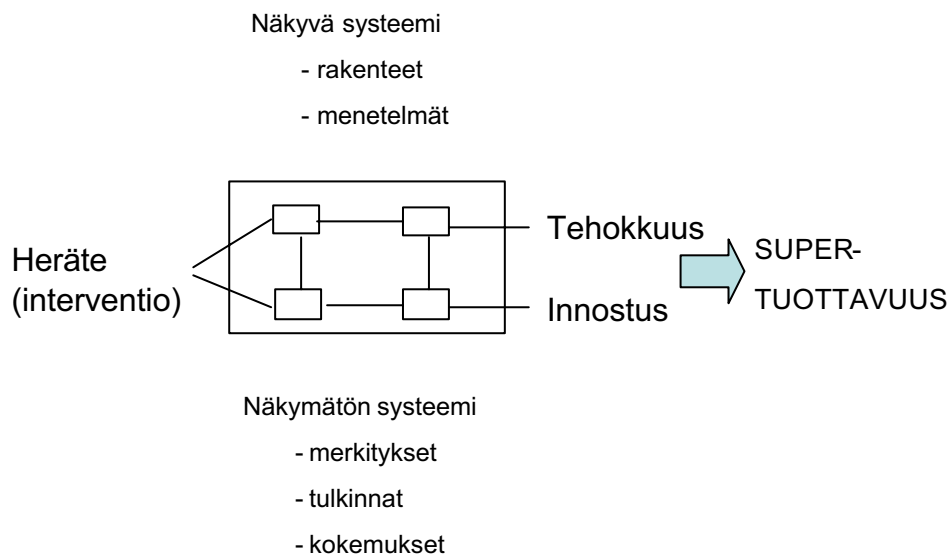 Näkyvä systeemi
- rakenteet
- menetelmät
Heräte
(interventio)
Tehokkuus
Innostus
SUPER-
TUOTTAVUUS
Näkymätön systeemi
- merkitykset
- tulkinnat
- kokemukset